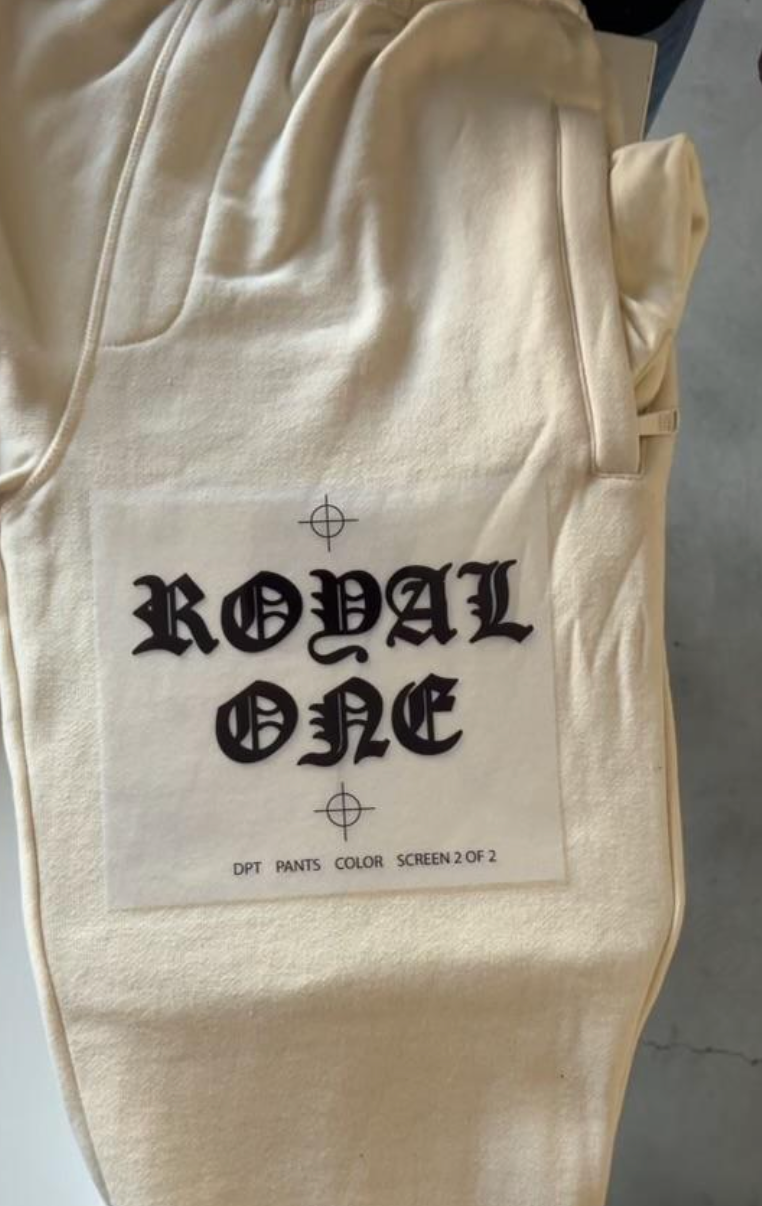 ROYAL
ONE
DPT PANTS COLOR SCREEN 2 OF 2